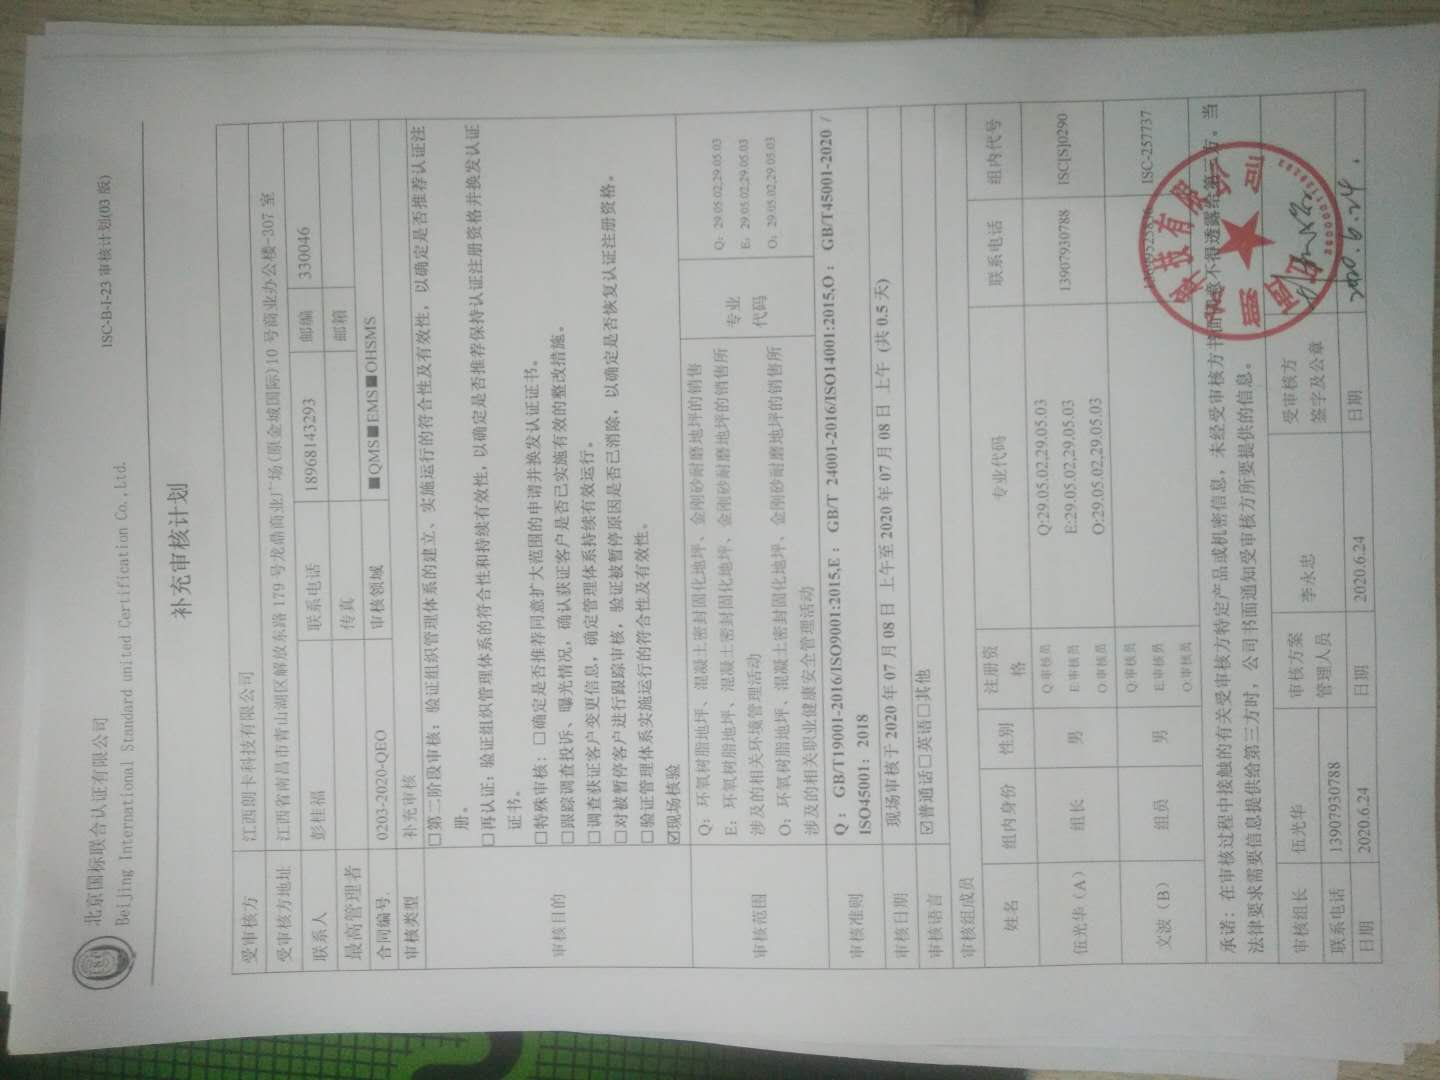 北京国标联合认证有限公司
Beijing International Standard united Certification Co.,Ltd.
ISC-B-I-23 审核计划(03 版)
补充审核计划
受审核方 江西朗卡科技有限公司
受审核方地址 江西省南昌市青山湖区解放东路 179 号龙鼎商业广场(原金城国际)10 号商业办公楼-307 室
联系人 彭桂福 联系电话 18968143293 邮编 330046
最高管理者 传真 邮箱
合同编号. 0203-2020-QEO 审核领域 ■QMS■EMS■OHSMS
审核类型 补充审核
审核目的
□第二阶段审核:验证组织管理体系的建立、实施运行的符合性及有效性,以确定是否推荐认证注
册。
□再认证:验证组织管理体系的符合性和持续有效性,以确定是否推荐保持认证注册资格并换发认证
证书。
□特殊审核: □确定是否推荐同意扩大范围的申请并换发认证证书。
□跟踪调查投诉、曝光情况,确认获证客户是否已实施有效的整改措施。
□调查获证客户变更信息,确定管理体系持续有效运行。
□对被暂停客户进行跟踪审核,验证被暂停原因是否已消除,以确定是否恢复认证注册资格。
□验证管理体系实施运行的符合性及有效性。
☑现场核验
审核范围
Q:环氧树脂地坪、混凝土密封固化地坪、金刚砂耐磨地坪的销售
E:环氧树脂地坪、混凝土密封固化地坪、金刚砂耐磨地坪的销售所
涉及的相关环境管理活动
O:环氧树脂地坪、混凝土密封固化地坪、金刚砂耐磨地坪的销售所
涉及的相关职业健康安全管理活动
专业
代码
Q: 29.05.02;29.05.03
E: 29.05.02;29.05.03
O: 29.05.02;29.05.03
审核准则 Q:GB/T19001-2016/ISO9001:2015,E:GB/T 24001-2016/ISO14001:2015,O:GB/T45001-2020 /
ISO45001:2018
审核日期 现场审核于 2020 年 07 月 08 日 上午至 2020 年 07 月 08 日 上午 (共 0.5 天)
审核语言 ☑普通话□英语□其他
审核组成员
姓名 组内身份 性别 注册资格 专业代码 联系电话 组内代号
伍光华(A) 组长 男 Q 审核员 Q:29.05.02,29.05.03 13907930788 ISC[S]0290
E 审核员 E:29.05.02,29.05.03
O 审核员 O:29.05.02,29.05.03
文波(B) 组员 男 Q 审核员 ISC-257737
E 审核员
O 审核员
承诺:在审核过程中接触的有关受审核方特定产品或机密信息,未经受审核方书面同意不得透露给第三方。当
法律要求需要信息提供给第三方时,公司书面通知受审核方所要提供的信息。
审核组长 伍光华 审核方案管理人员 李永忠 受审核方签字及公章
联系电话 13907930788
日期 2020.6.24 日期 2020.6.24 日期 2020.6.24.